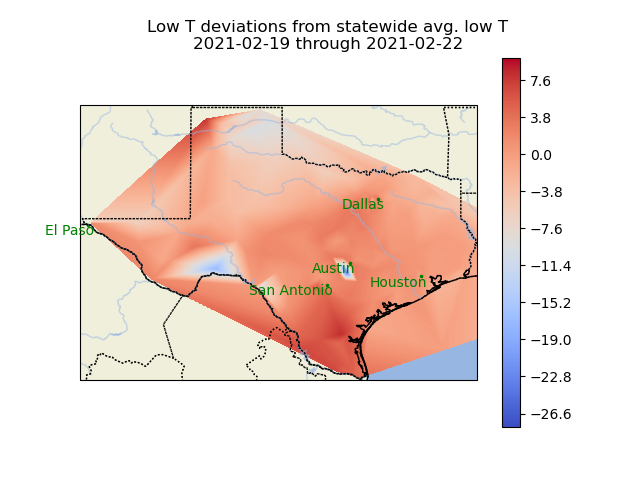 Low T deviations from statewide avg. low T
2021-02-19 through 2021-02-22
7.6
3.8
0.0
−3.8
−7.6
−11.4
−15.2
−19.0
−22.8
−26.6
Dallas
El Paso
Austin
Houston
San Antonio